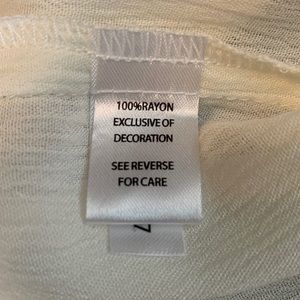 100%RAYON
EXCLUSIVE OF
DECORATION
SEE REVERSE
FOR CARE